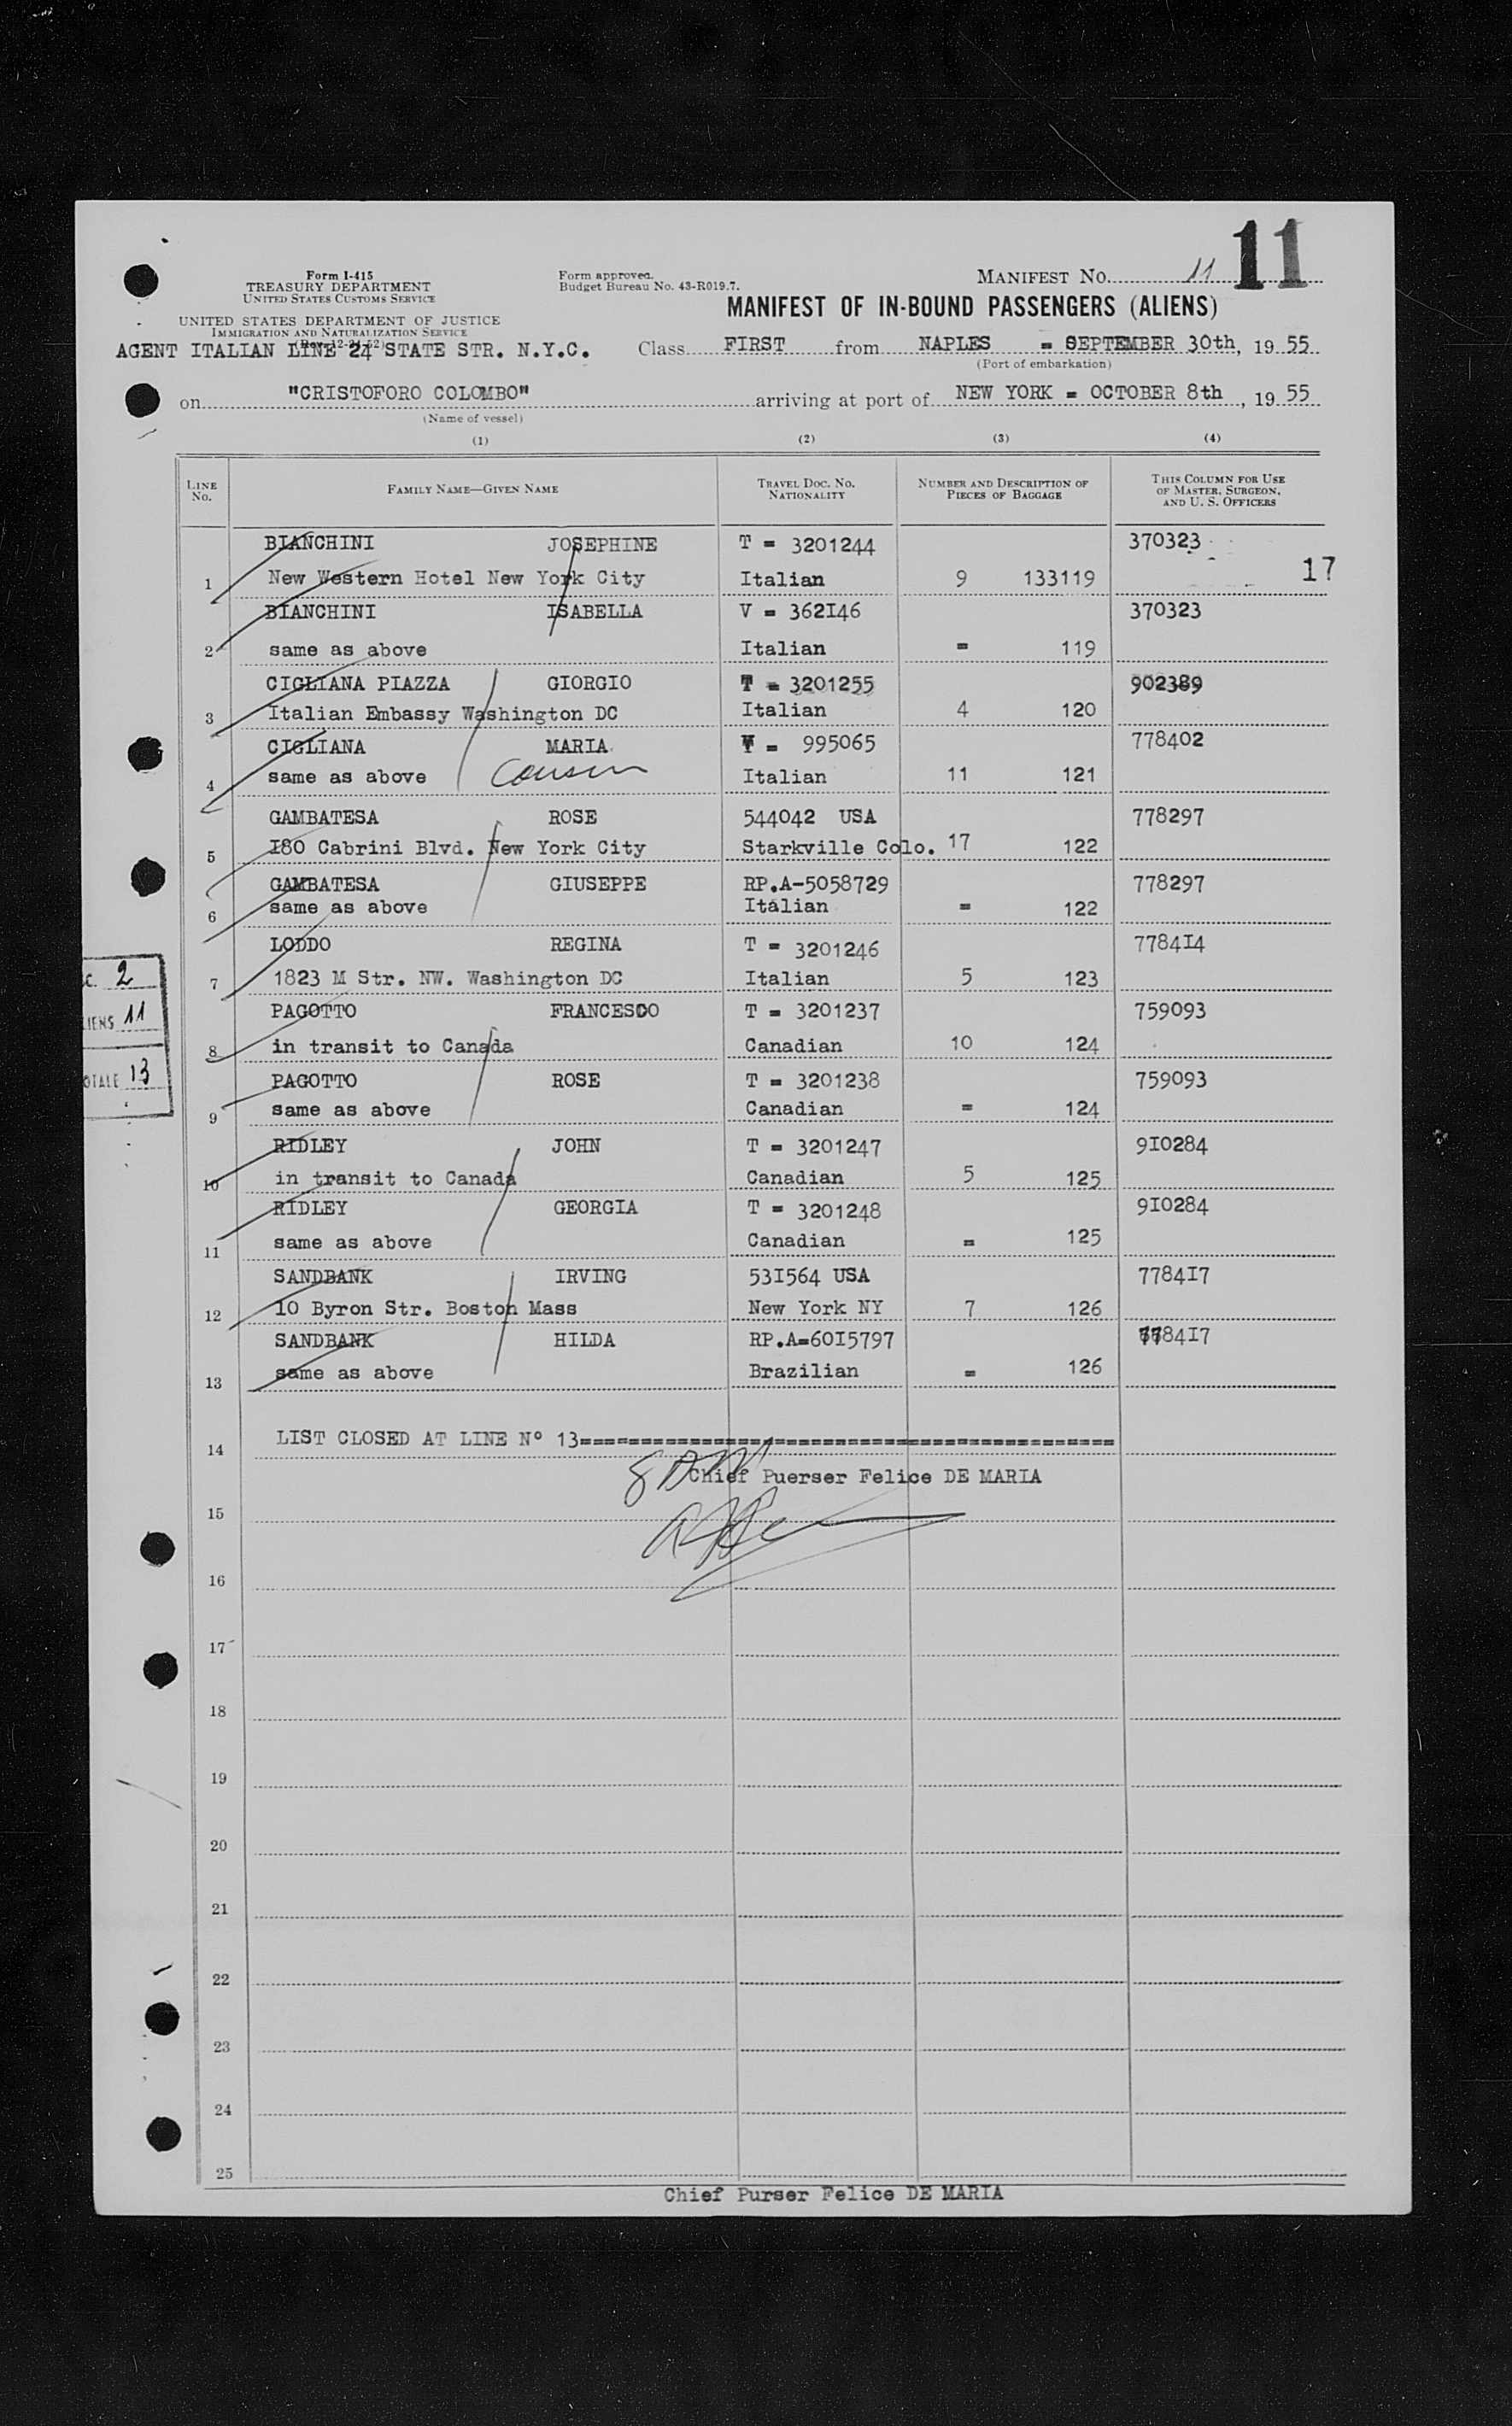 11
Form I-415
TREASURY DEPARTMENT
UNITED STATES CUSTOMS SERVICE
Form approved.
Budget Bureau No. 43-R019.7.
MANIFEST NO. 11
MANIFEST OF IN-BOUND PASSENGERS (ALIENS)
UNITED STATES DEPARTMENT OF JUSTICE
IMMIGRATION AND NATURALIZATION SERVICE
AGENT ITALIAN LINE 24 STATE STR. N.Y.C. Class FIRST from NAPLES = SEPTEMBER 30th, 19 55
(Port of embarkation)
on "CRISTOFORO COLOMBO" arriving at port of NEW YORK = OCTOBER 8th, 19 55
(Name of vessel)
(1) (2) (3) (4)
LINE NO. FAMILY NAME—GIVEN NAME TRAVEL DOC. NO. NATIONALITY NUMBER AND DESCRIPTION OF PIECES OF BAGGAGE THIS COLUMN FOR USE OF MASTER, SURGEON, AND U. S. OFFICERS
BIANCHINI JOSEPHINE T = 3201244 370323
1 New Western Hotel New York City Italian 9 133119 17
BIANCHINI ISABELLA V = 362I46 370323
2 same as above Italian = 119
CIGLIANA PIAZZA GIORGIO T = 3201255 902389
3 Italian Embassy Washington DC Italian 4 120
CIGLIANA MARIA V = 995065 778402
4 same as above Cousin Italian 11 121
GAMBATESA ROSE 544042 USA 778297
5 I80 Cabrini Blvd. New York City Starkville Colo. 17 122
GAMBATESA GIUSEPPE RP.A-5058729 778297
6 same as above Italian = 122
LODDO REGINA T = 3201246 7784I4
7 1823 M Str. NW. Washington DC Italian 5 123
PAGOTTO FRANCESCO T = 3201237 759093
8 in transit to Canada Canadian 10 124
PAGOTTO ROSE T = 3201238 759093
9 same as above Canadian = 124
RIDLEY JOHN T = 3201247 9I0284
10 in transit to Canada Canadian 5 125
RIDLEY GEORGIA T = 3201248 9I0284
11 same as above Canadian = 125
SANDBANK IRVING 53I564 USA 7784I7
12 10 Byron Str. Boston Mass New York NY 7 126
SANDBANK HILDA RP.A=60I5797 7784I7
13 same as above Brazilian = 126
C. 2
LIENS 11
OTALE 13
14 LIST CLOSED AT LINE N° 13==========================================
Chief Puerser Felice DE MARIA
15
16
17
18
19
20
21
22
23
24
25
Chief Purser Felice DE MARIA